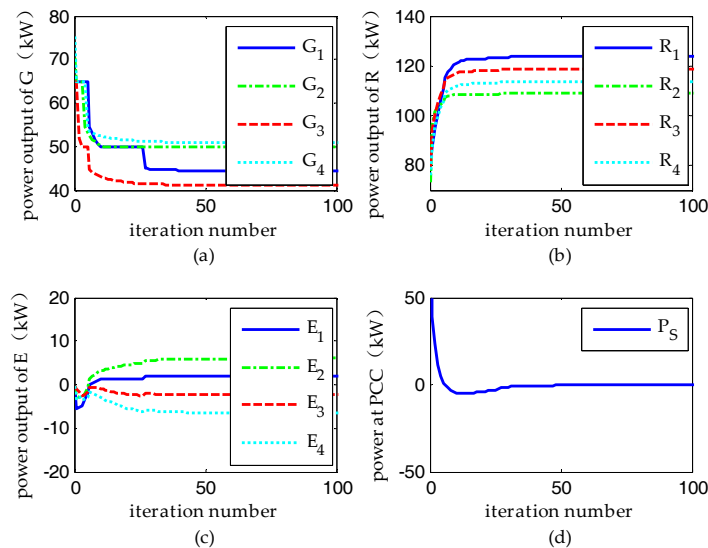 80
70
60
50
40
power output of G（kW）
G1
G2
G3
G4
0
50
100
iteration number
(a)
140
120
100
80
power output of R（kW）
R1
R2
R3
R4
0
50
100
iteration number
(b)
20
10
0
-10
-20
power output of E（kW）
E1
E2
E3
E4
0
50
100
iteration number
(c)
50
0
-50
power at PCC（kW）
PS
0
50
100
iteration number
(d)